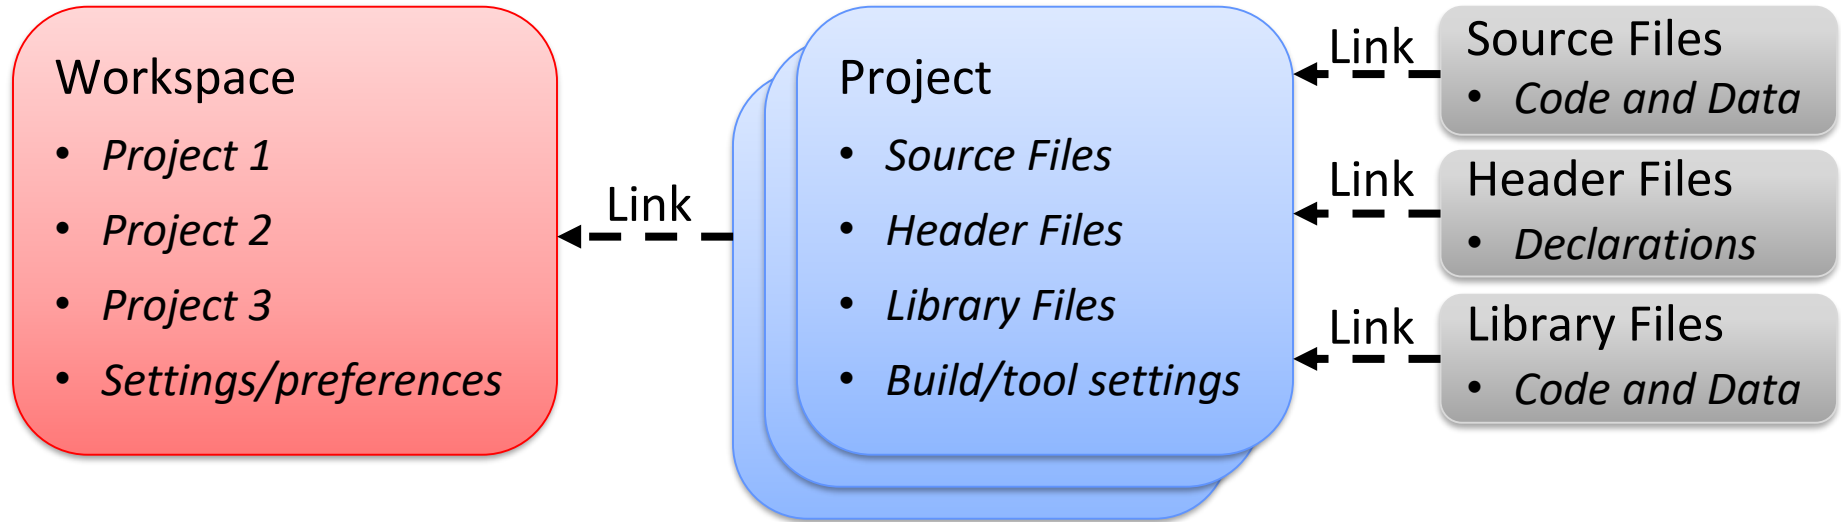 Workspace
• Project 1
• Project 2
• Project 3
• Settings/preferences
Link
Project
• Source Files
• Header Files
• Library Files
• Build/tool settings
Link
Source Files
• Code and Data
Link
Header Files
• Declarations
Link
Library Files
• Code and Data